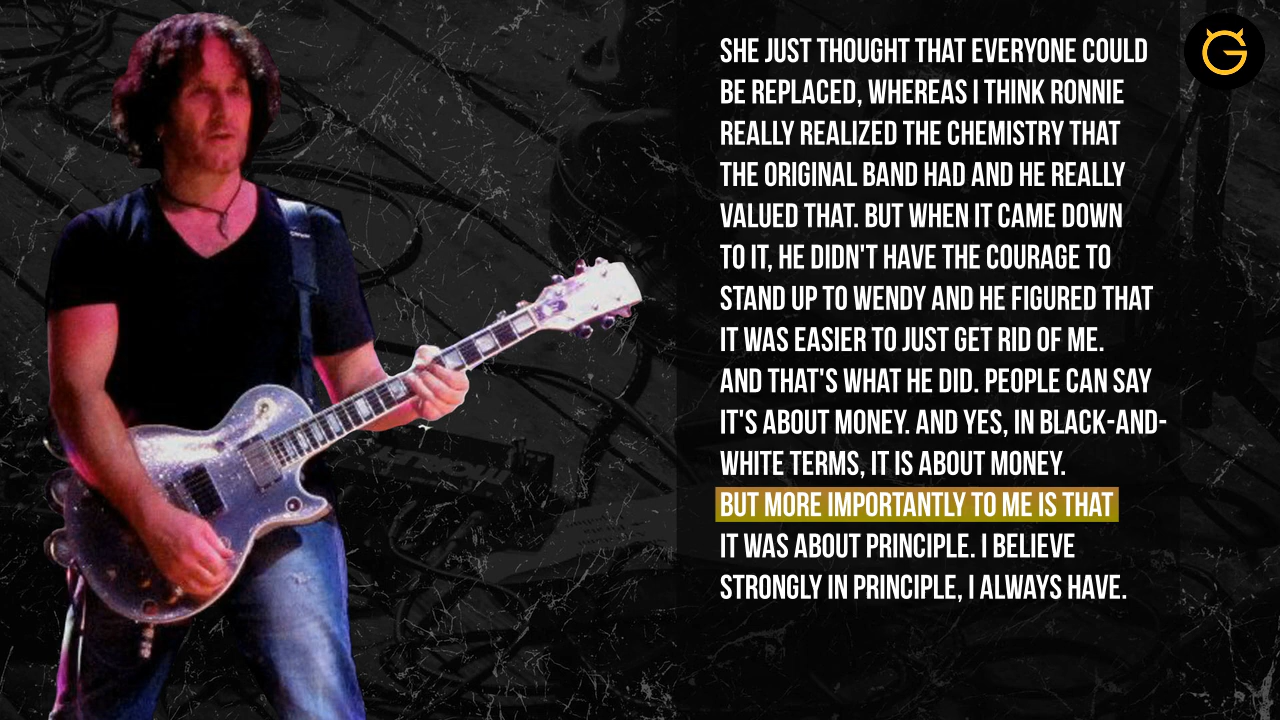 SHE JUST THOUGHT THAT EVERYONE COULD
BE REPLACED, WHEREAS I THINK RONNIE
REALLY REALIZED THE CHEMISTRY THAT
THE ORIGINAL BAND HAD AND HE REALLY
VALUED THAT. BUT WHEN IT CAME DOWN
TO IT, HE DIDN'T HAVE THE COURAGE TO
STAND UP TO WENDY AND HE FIGURED THAT
IT WAS EASIER TO JUST GET RID OF ME.
AND THAT'S WHAT HE DID. PEOPLE CAN SAY
IT'S ABOUT MONEY. AND YES, IN BLACK-AND-
WHITE TERMS, IT IS ABOUT MONEY.
BUT MORE IMPORTANTLY TO ME IS THAT
IT WAS ABOUT PRINCIPLE. I BELIEVE
STRONGLY IN PRINCIPLE, I ALWAYS HAVE.
G